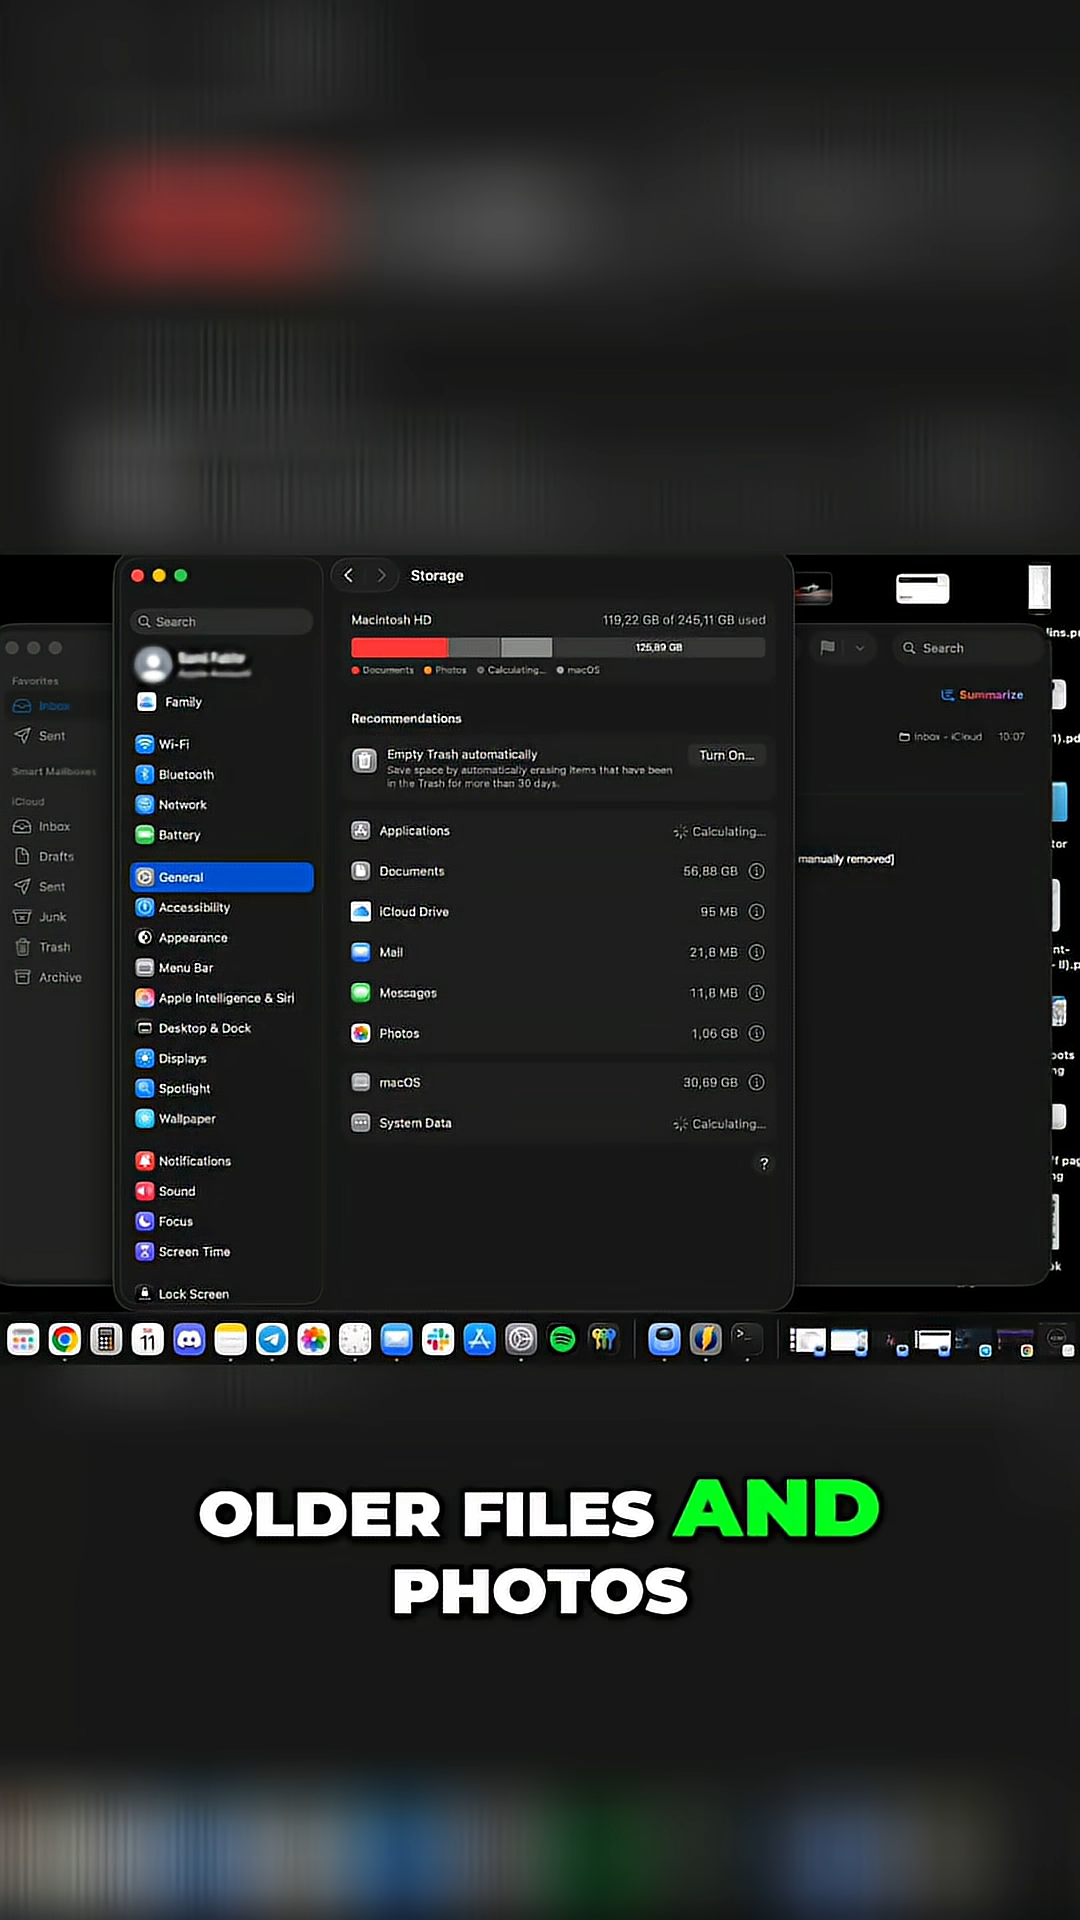 Storage
Search
Family
Wi-Fi
Bluetooth
Network
Battery
General
Accessibility
Appearance
Menu Bar
Apple Intelligence & Siri
Desktop & Dock
Displays
Spotlight
Wallpaper
Notifications
Sound
Focus
Screen Time
Lock Screen
Macintosh HD
119,22 GB of 245,11 GB used
125,89 GB
Documents
Photos
Calculating...
macOS
Recommendations
Empty Trash automatically
Save space by automatically erasing items that have been
in the Trash for more than 30 days.
Turn On...
Applications
Calculating...
Documents
56,88 GB
iCloud Drive
95 MB
Mail
21,8 MB
Messages
11,8 MB
Photos
1,06 GB
macOS
30,69 GB
System Data
Calculating...
?
Favorites
Inbox
Sent
Smart Mailboxes
iCloud
Inbox
Drafts
Sent
Junk
Trash
Archive
Search
Summarize
Inbox - iCloud 10:07
manually removed]
11
OLDER FILES AND
PHOTOS